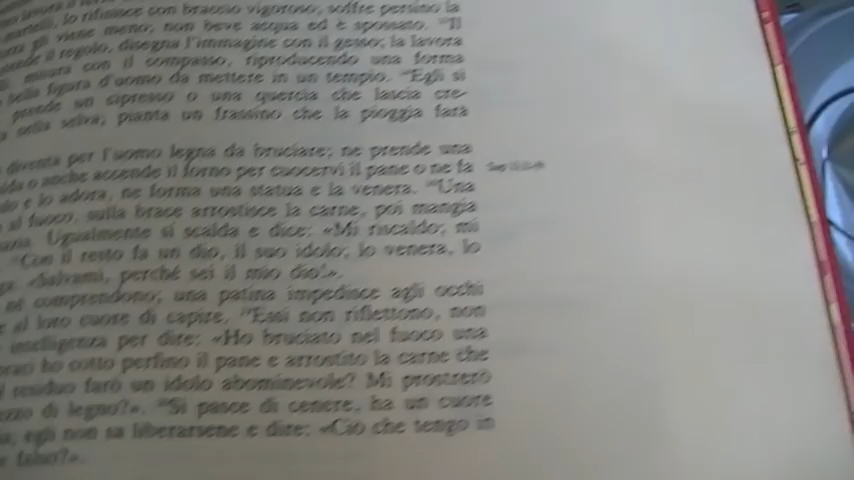 lo rifinisce con braccio vigoroso; soffre persino la
gli viene meno; non beve acqua ed è spossato. "Il
il regolo, disegna l'immagine con il gesso; la lavora
misura con il compasso, riproducendo una forma
bella figura d'uomo da mettere in un tempio. "Egli si
prende un cipresso o una quercia che lascia cre-
nella selva; pianta un frassino che la pioggia farà
diventa per l'uomo legna da bruciare; ne prende una
o anche accende il forno per cuocervi il pane o ne fa
e lo adora, ne forma una statua e la venera. "Una
al fuoco, sulla brace arrostisce la carne, poi mangia
Ugualmente si scalda e dice: «Mi riscaldo; mi
"Con il resto fa un dio, il suo idolo; lo venera, lo
«Salvami, perché sei il mio dio!».
né comprendono; una patina impedisce agli occhi
al loro cuore di capire. "Essi non riflettono, non
intelligenza per dire: «Ho bruciato nel fuoco una
ho cotto perfino il pane e arrostito la carne che
residuo farò un idolo abominevole? Mi prostrerò
di legno?». "Si pasce di cenere, ha un cuore
egli non sa liberarsene e dire: «Ciò che tengo in
falso?».